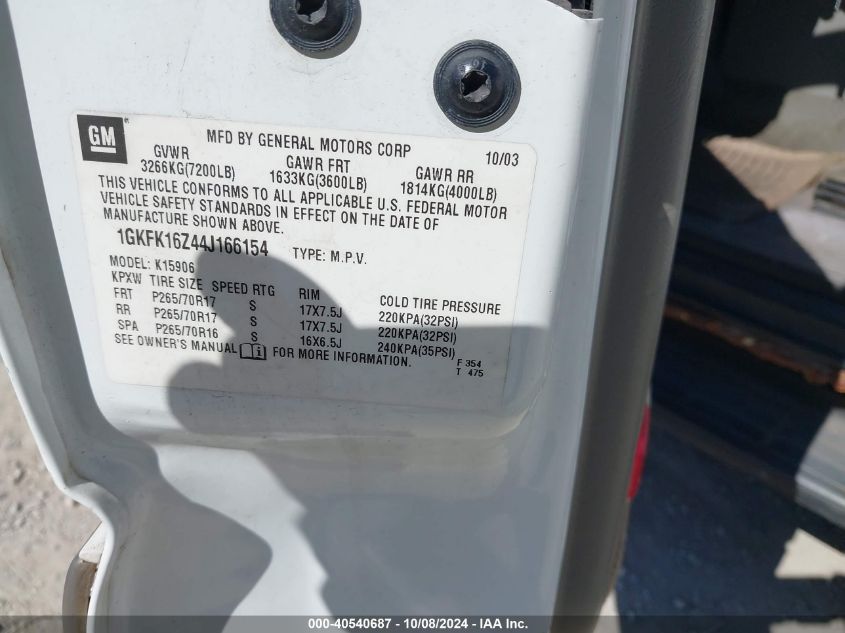 GM
MFD BY GENERAL MOTORS CORP 10/03
GVWR GAWR FRT GAWR RR
3266KG(7200LB) 1633KG(3600LB) 1814KG(4000LB)
THIS VEHICLE CONFORMS TO ALL APPLICABLE U.S. FEDERAL MOTOR
VEHICLE SAFETY STANDARDS IN EFFECT ON THE DATE OF
MANUFACTURE SHOWN ABOVE.
1GKFK16Z44J166154 TYPE: M.P.V.
MODEL: K15906
KPXW TIRE SIZE SPEED RTG RIM COLD TIRE PRESSURE
FRT P265/70R17 S 17X7.5J 220KPA(32PSI)
RR P265/70R17 S 17X7.5J 220KPA(32PSI)
SPA P265/70R16 S 16X6.5J 240KPA(35PSI)
SEE OWNER'S MANUAL FOR MORE INFORMATION.
F 354
T 475
000-40540687 - 10/08/2024 - IAA Inc.